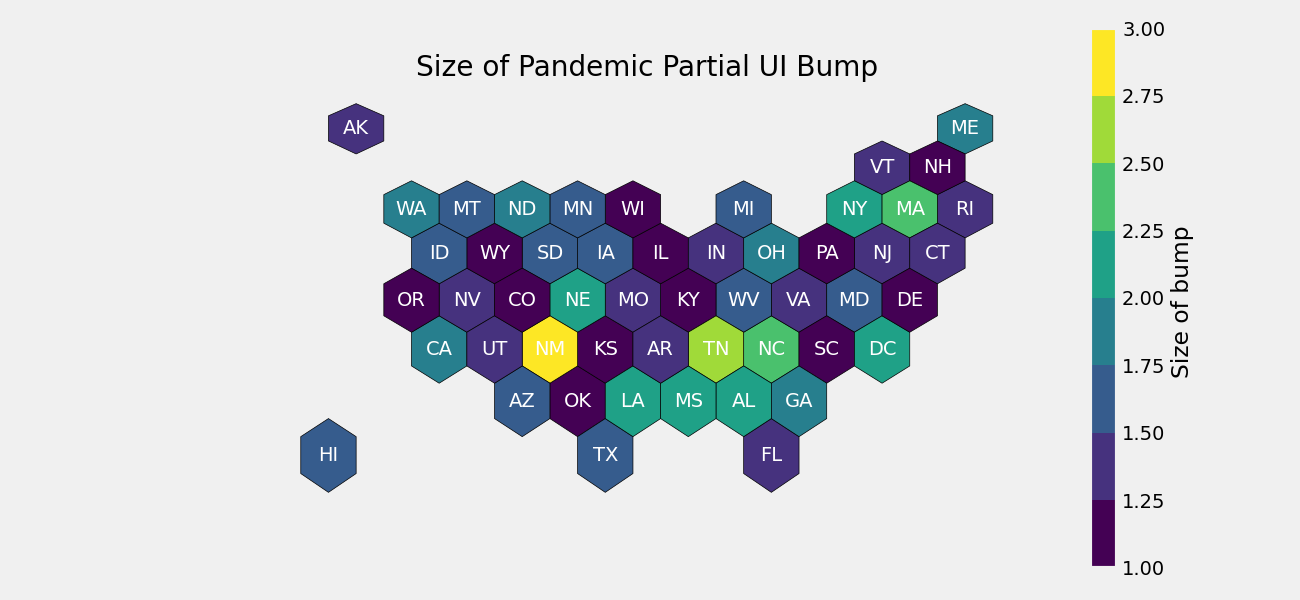 Size of Pandemic Partial UI Bump
AK
ME
VT NH
WA MT ND MN WI MI NY MA RI
ID WY SD IA IL IN OH PA NJ CT
OR NV CO NE MO KY WV VA MD DE
CA UT NM KS AR TN NC SC DC
AZ OK LA MS AL GA
HI TX FL
3.00
2.75
2.50
2.25
2.00
1.75
1.50
1.25
1.00
Size of bump